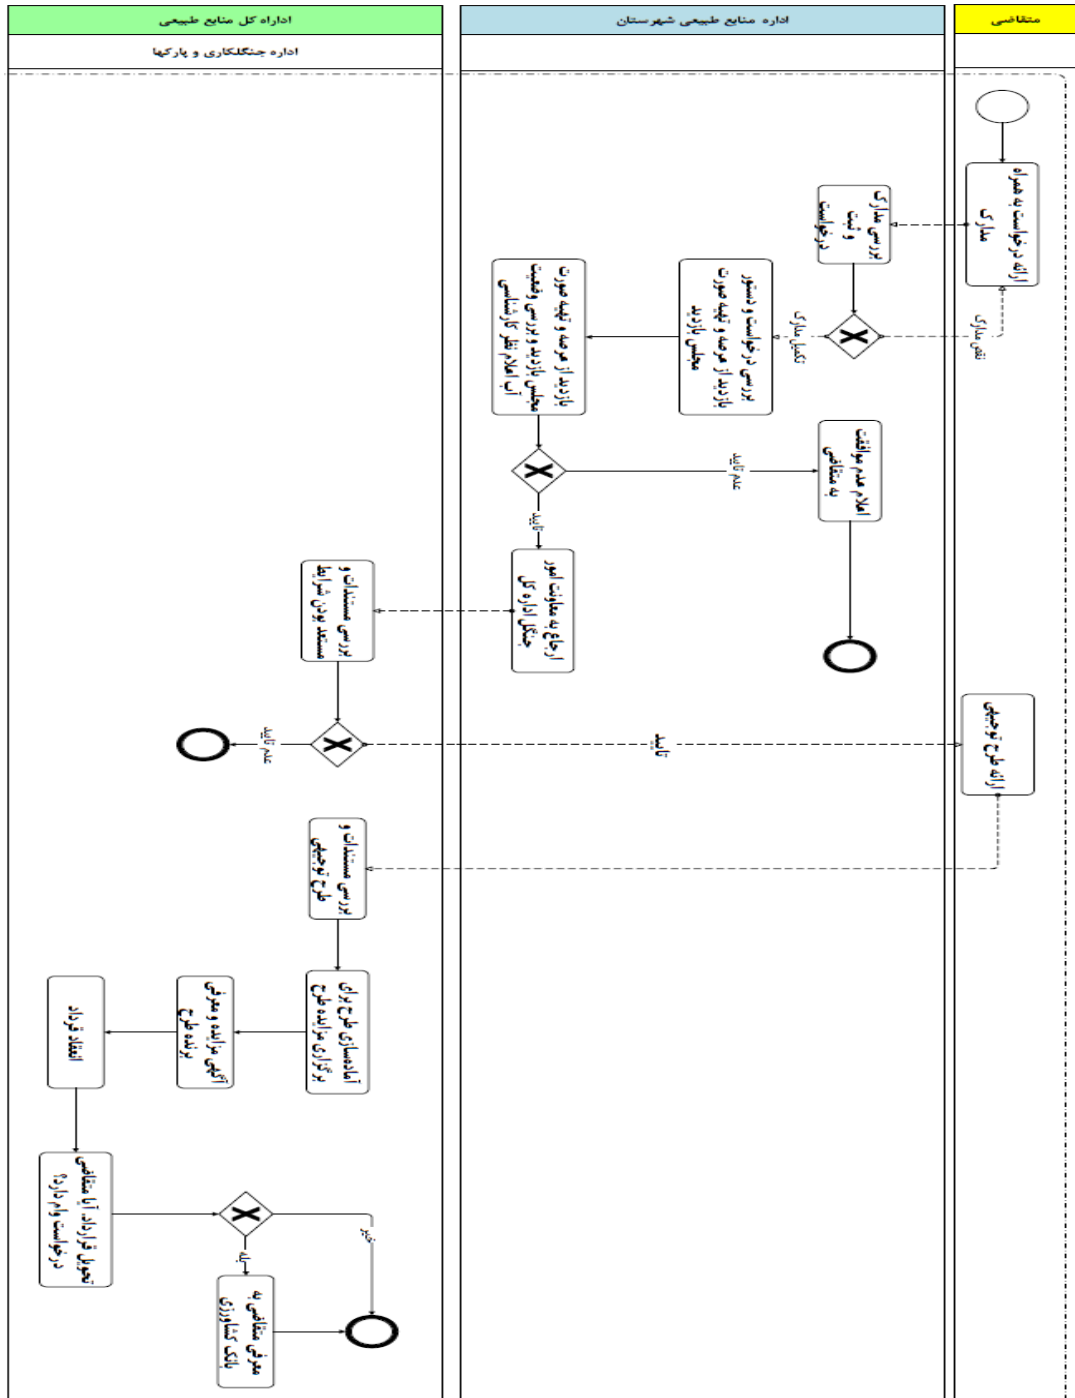 متقاضی
اداره منابع طبیعی شهرستان
اداراه کل منابع طبیعی
اداره جنگلکاری و پارکها
ارائه درخواست به همراه
مدارک
بررسی مدارک
و ثبت
درخواست
نقص مدارک
تکمیل مدارک
بررسی درخواست و دستور
بازدید از عرصه و تهیه صورت
مجلس بازدید
بازدید از عرصه و تهیه صورت
مجلس بازدید و بررسی وضعیت
آب اعلام نظر کارشناسی
عدم تایید
اعلام عدم موافقت
به متقاضی
تایید
ارجاع به معاونت امور
جنگل اداره کل
بررسی مستندات و
مستعد بودن شرایط
عدم تایید
تایید
ارائه طرح توجیهی
بررسی مستندات و
طرح توجیهی
آماده‌سازی طرح برای
برگزاری مزایده طرح
آگهی مزایده و معرفی
برنده طرح
انعقاد قرداد
تحویل قرارداد، آیا متقاضی
درخواست وام دارد؟
خیر
بله
معرفی متقاضی به
بانک کشاورزی